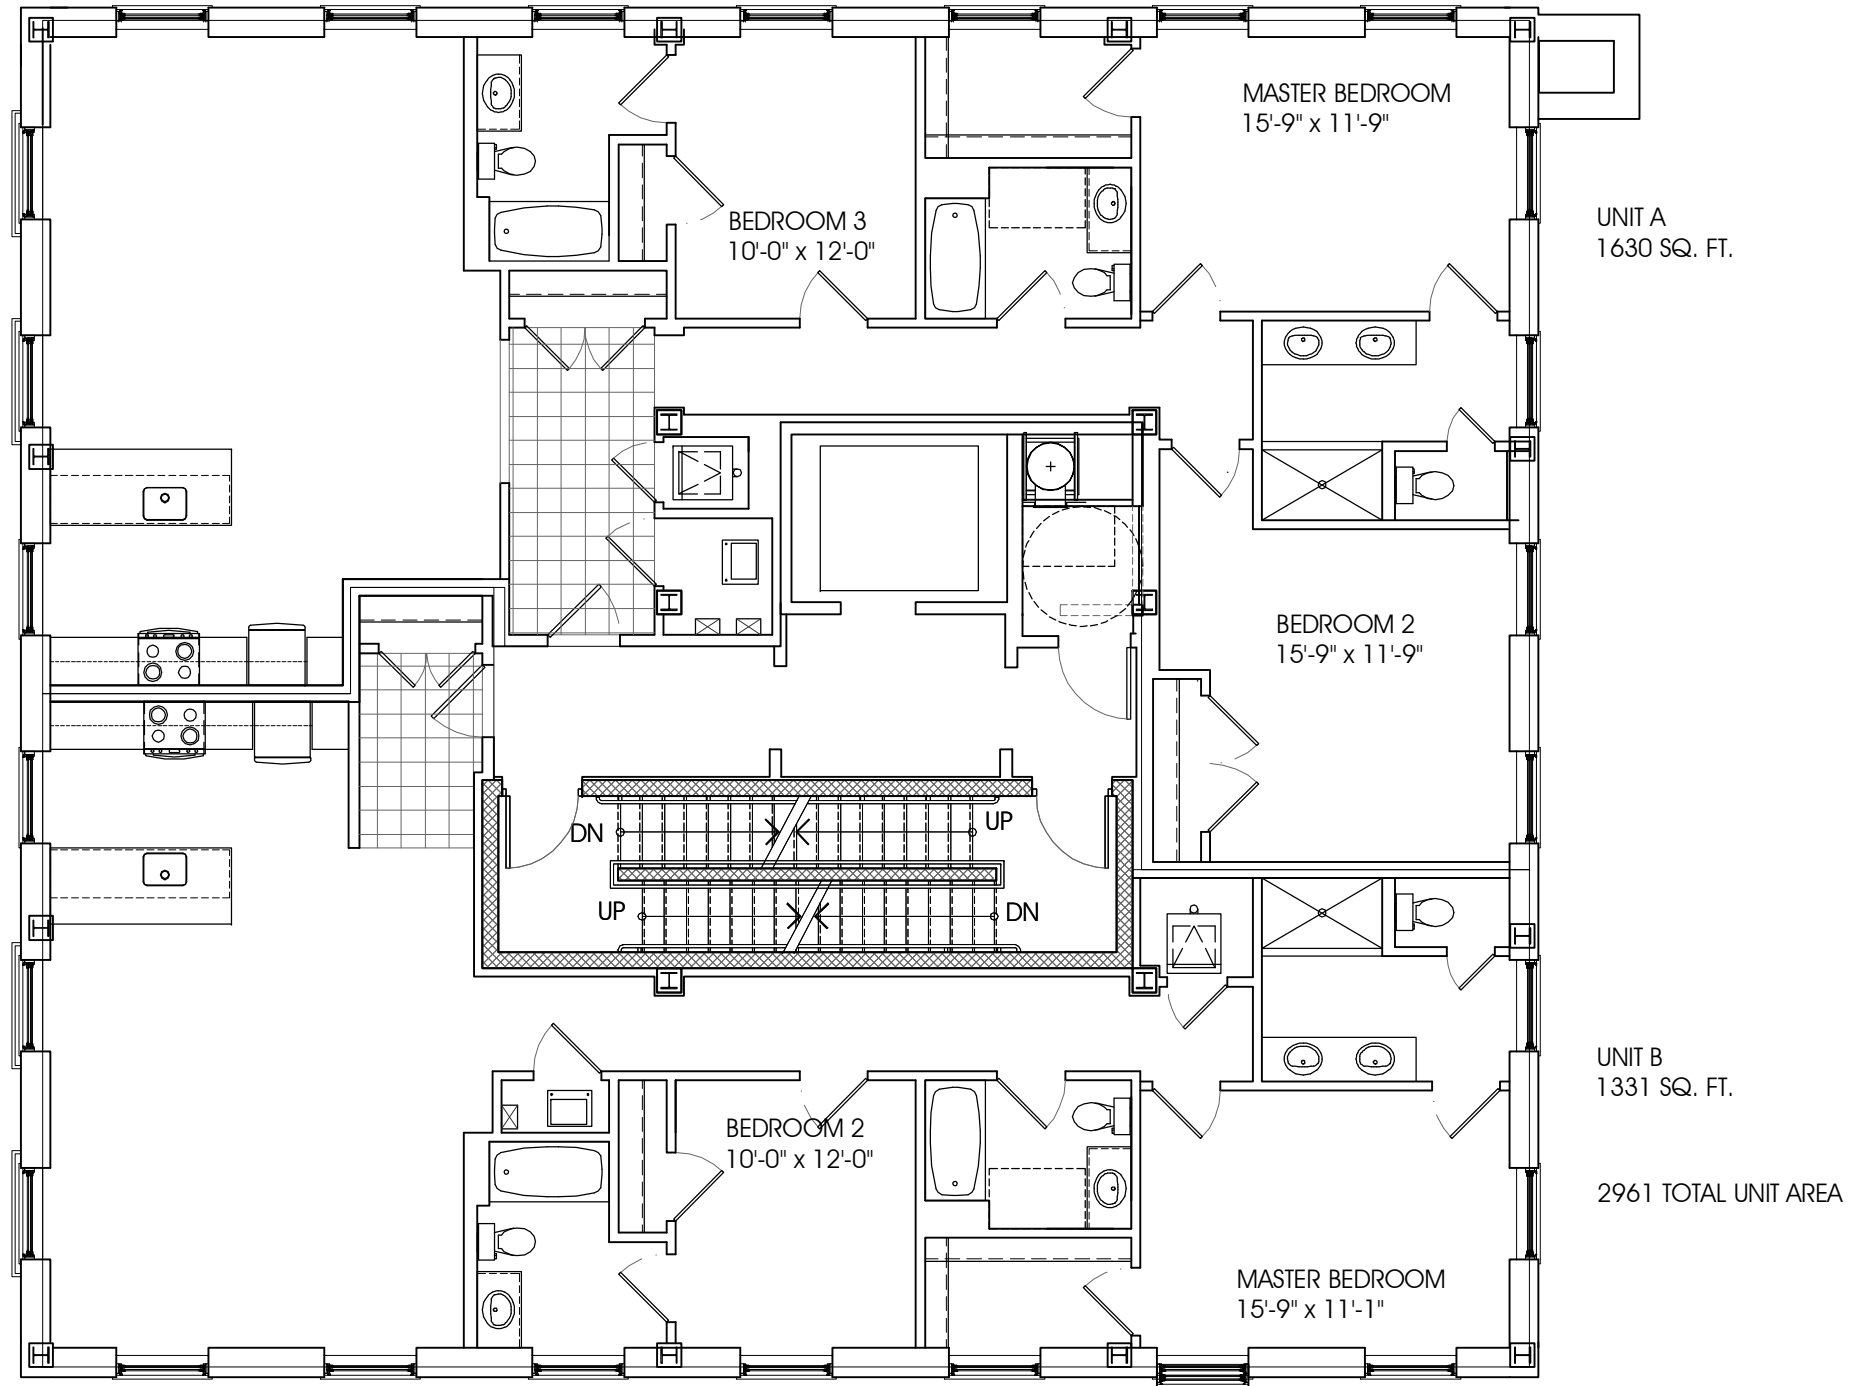 MASTER BEDROOM
15'-9" x 11'-9"
UNIT A
1630 SQ. FT.
BEDROOM 3
10'-0" x 12'-0"
BEDROOM 2
15'-9" x 11'-9"
DN
UP
UP
DN
UNIT B
1331 SQ. FT.
BEDROOM 2
10'-0" x 12'-0"
2961 TOTAL UNIT AREA
MASTER BEDROOM
15'-9" x 11'-1"